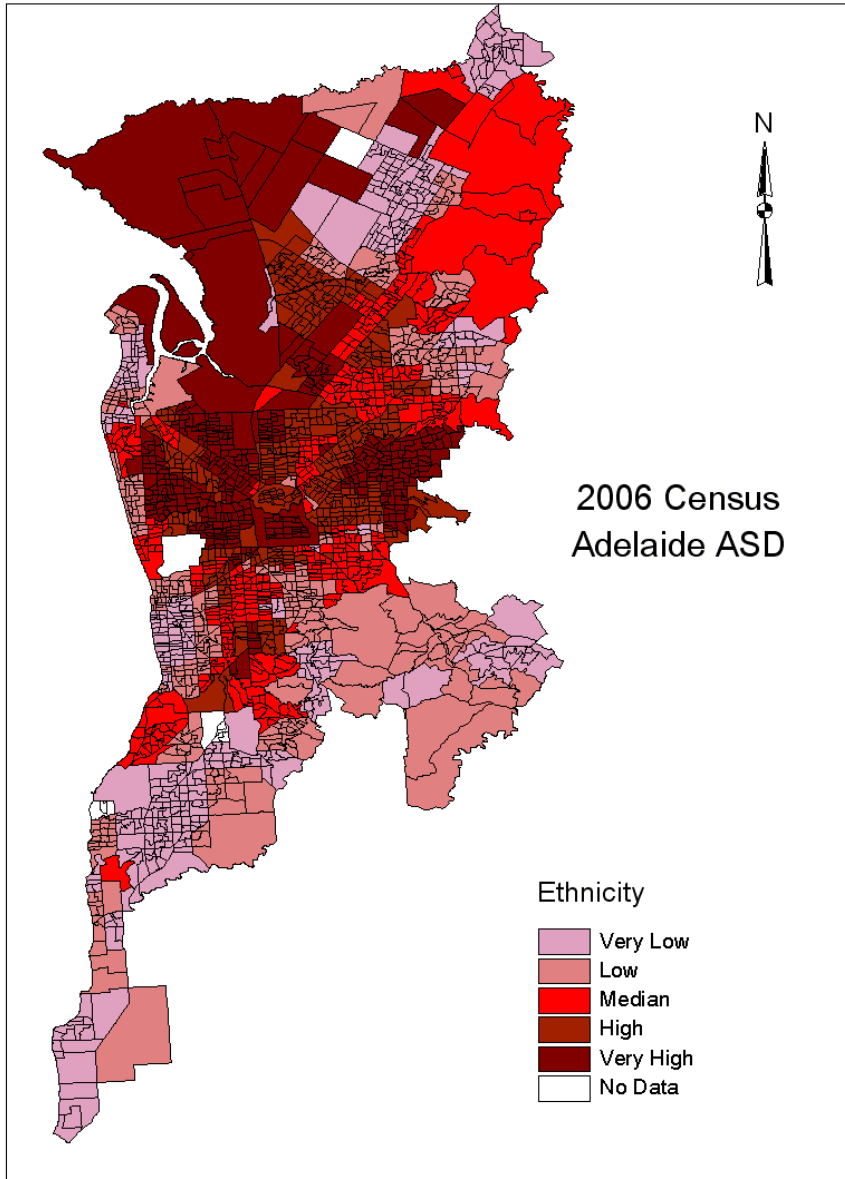 N
2006 Census
Adelaide ASD
Ethnicity
Very Low
Low
Median
High
Very High
No Data